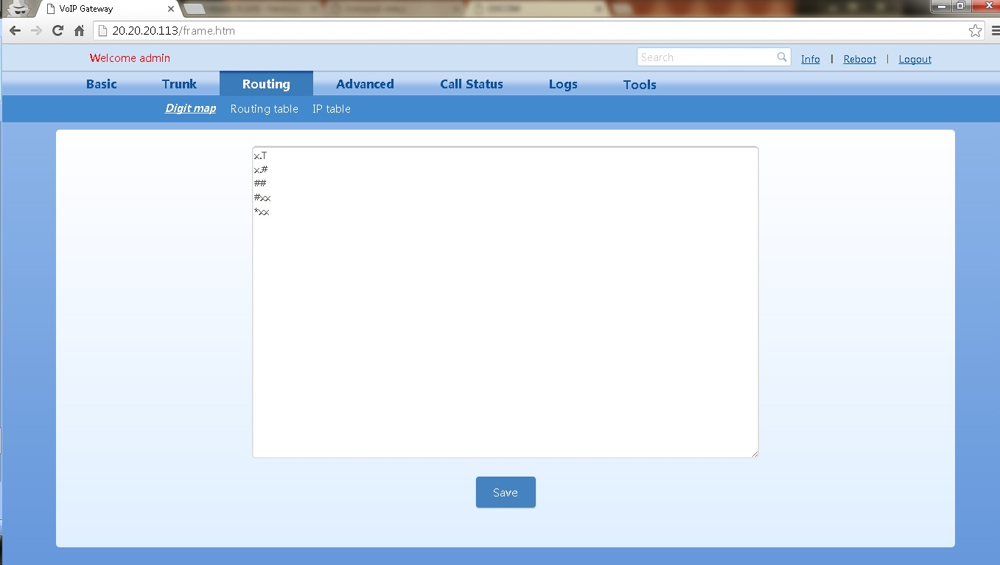 VoIP Gateway
20.20.20.113/frame.htm
Welcome admin
Search
Info | Reboot | Logout
Basic Trunk Routing Advanced Call Status Logs Tools
Digit map Routing table IP table
x.T
x.#
##
#xx
*xx
Save